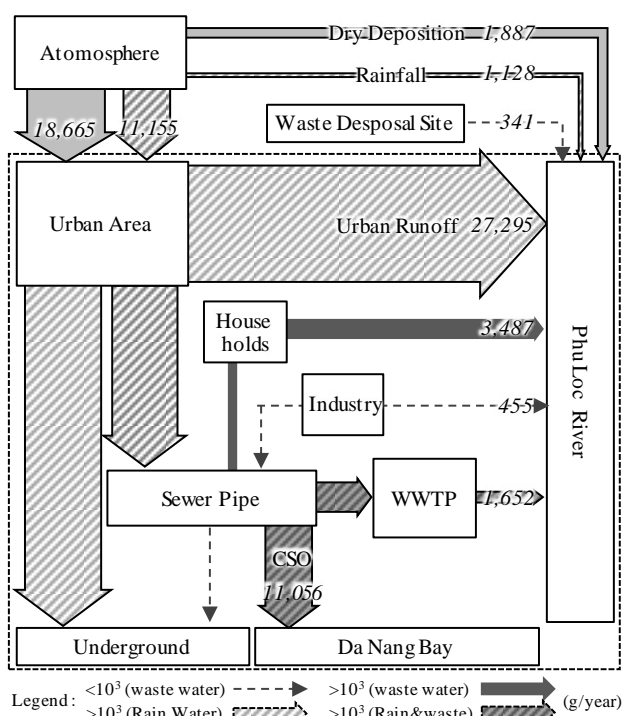 Atomosphere
Dry Deposition 1,887
Rainfall 1,128
18,665
11,155
Waste Desposal Site
341
Urban Area
Urban Runoff 27,295
House
holds
3,487
PhuLoc River
Industry
455
Sewer Pipe
WWTP
1,652
CSO
11,056
Underground
Da Nang Bay
Legend:
<10³ (waste water)
>10³ (waste water)
(g/year)
>10³ (Rain Water)
>10³ (Rain&waste)